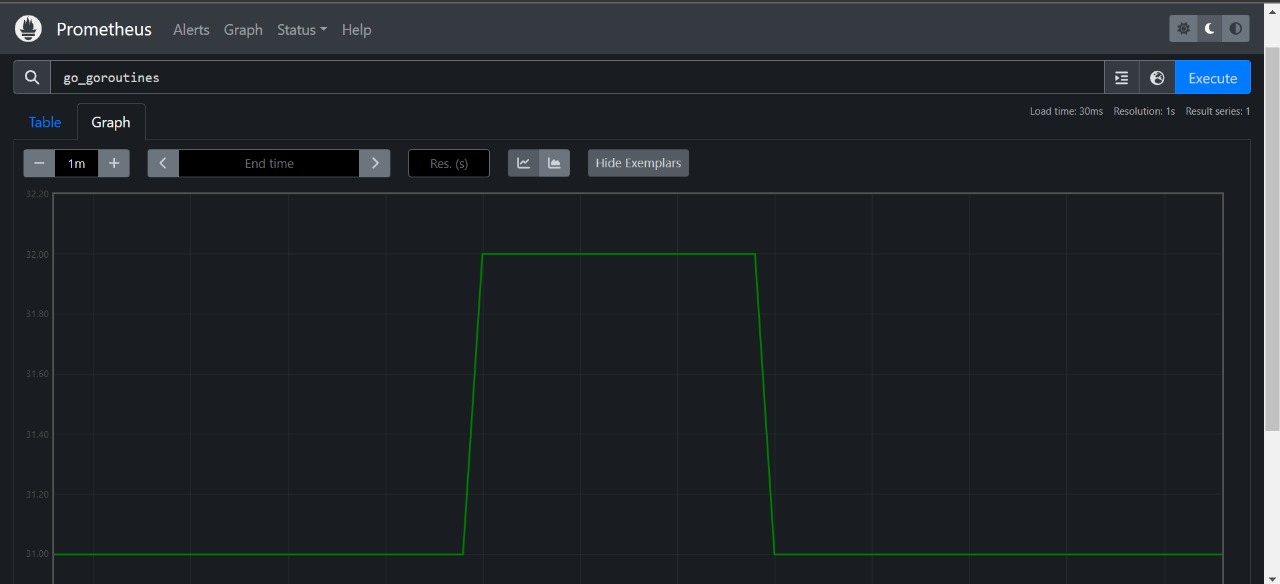 Prometheus Alerts Graph Status Help
go_goroutines Execute
Table Graph Load time: 30ms Resolution: 1s Result series: 1
1m End time Res. (s) Hide Exemplars
32.20
32.00
31.80
31.60
31.40
31.20
31.00